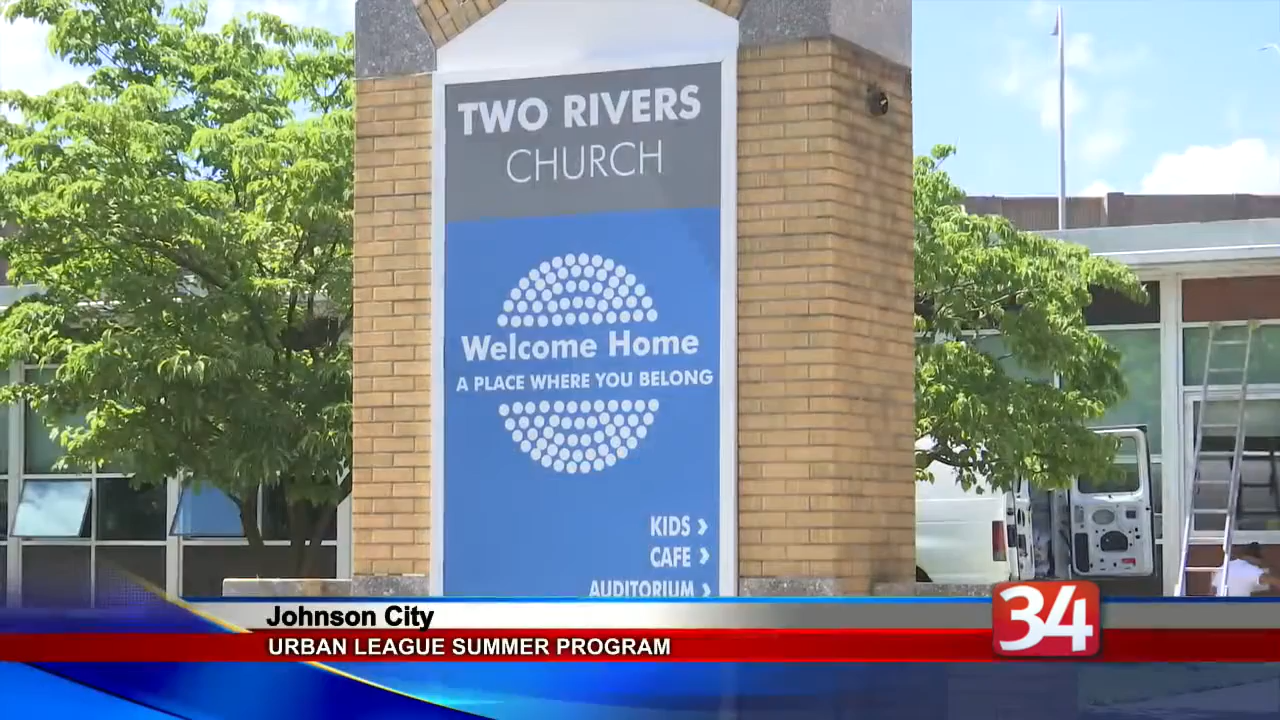 TWO RIVERS
CHURCH
Welcome Home
A PLACE WHERE YOU BELONG
KIDS ›
CAFE ›
AUDITORIUM ›
Johnson City
URBAN LEAGUE SUMMER PROGRAM
34